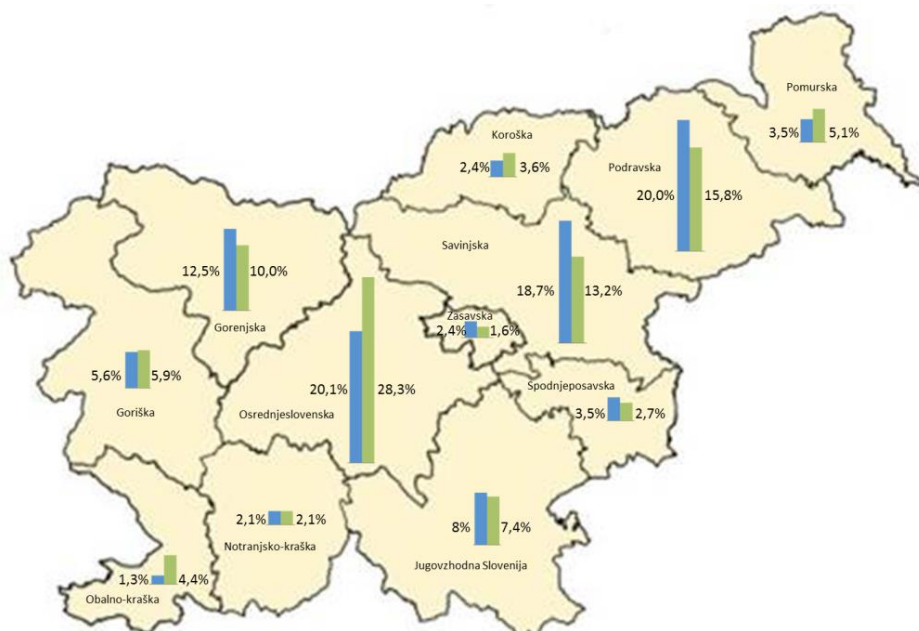 Pomurska
3,5% 5,1%
Koroška
2,4% 3,6%
Podravska
20,0% 15,8%
Savinjska
18,7% 13,2%
12,5% 10,0%
Gorenjska
Zasavska
2,4% 1,6%
5,6% 5,9%
Goriška
20,1% 28,3%
Osrednjeslovenska
Spodnjeposavska
3,5% 2,7%
2,1% 2,1%
Notranjsko-kraška
8% 7,4%
Jugovzhodna Slovenija
1,3% 4,4%
Obalno-kraška